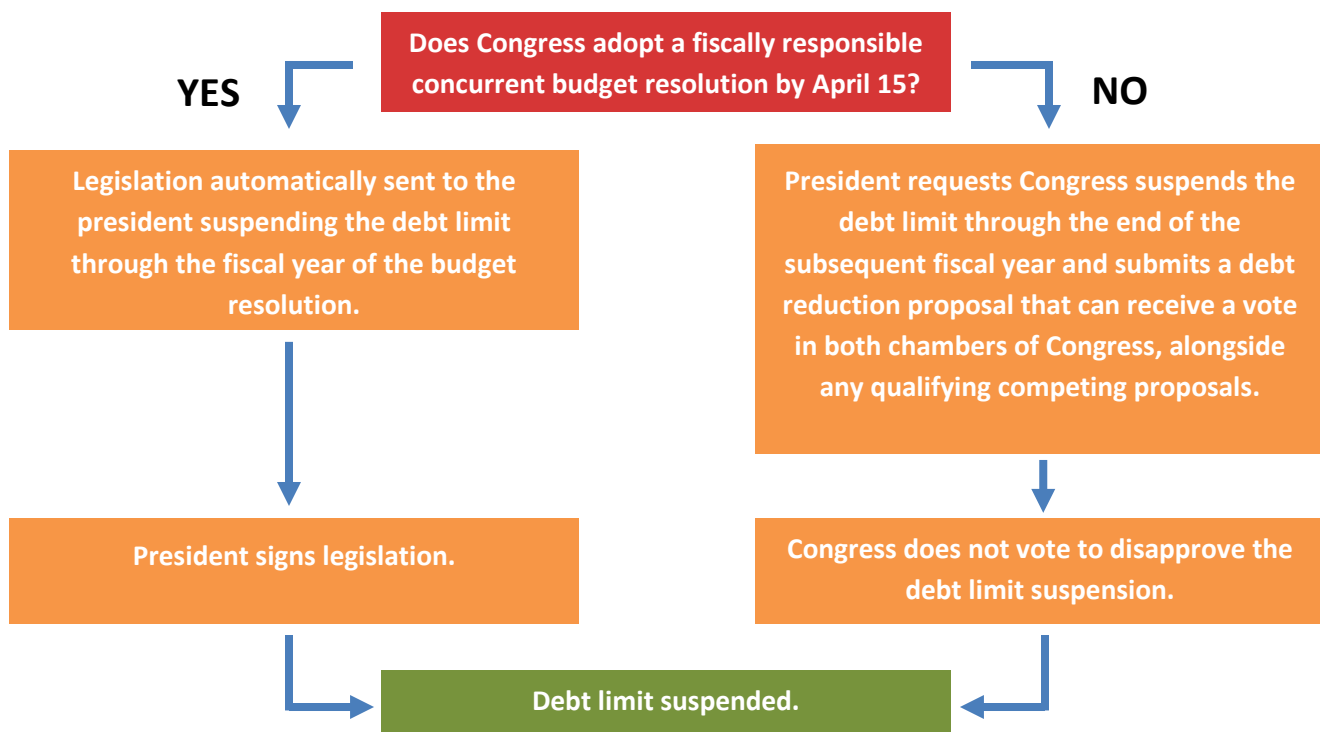 Does Congress adopt a fiscally responsible
concurrent budget resolution by April 15?
YES
NO
Legislation automatically sent to the
president suspending the debt limit
through the fiscal year of the budget
resolution.
President requests Congress suspends the
debt limit through the end of the
subsequent fiscal year and submits a debt
reduction proposal that can receive a vote
in both chambers of Congress, alongside
any qualifying competing proposals.
President signs legislation.
Congress does not vote to disapprove the
debt limit suspension.
Debt limit suspended.